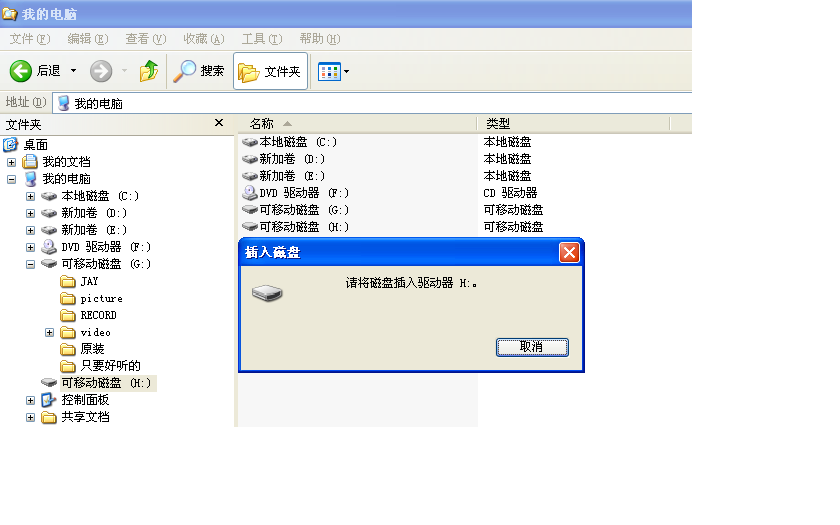 我的电脑
文件(F) 编辑(E) 查看(V) 收藏(A) 工具(T) 帮助(H)
后退 搜索 文件夹
地址(D) 我的电脑
文件夹
名称 类型
桌面
我的文档
我的电脑
本地磁盘 (C:)
新加卷 (D:)
新加卷 (E:)
DVD 驱动器 (F:)
可移动磁盘 (G:)
JAY
picture
RECORD
video
原装
只要好听的
可移动磁盘 (H:)
控制面板
共享文档
本地磁盘 (C:) 本地磁盘
新加卷 (D:) 本地磁盘
新加卷 (E:) 本地磁盘
DVD 驱动器 (F:) CD 驱动器
可移动磁盘 (G:) 可移动磁盘
可移动磁盘 (H:) 可移动磁盘
插入磁盘
请将磁盘插入驱动器 H:。
取消